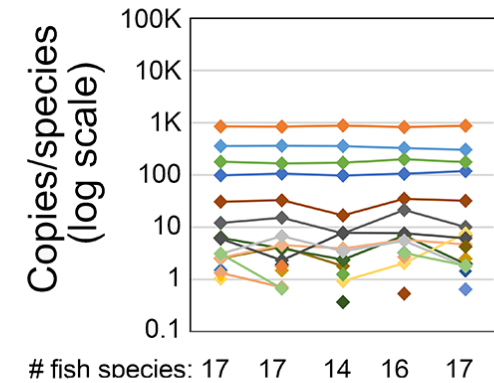 Copies/species
(log scale)
100K
10K
1K
100
10
1
0.1
# fish species: 17 17 14 16 17